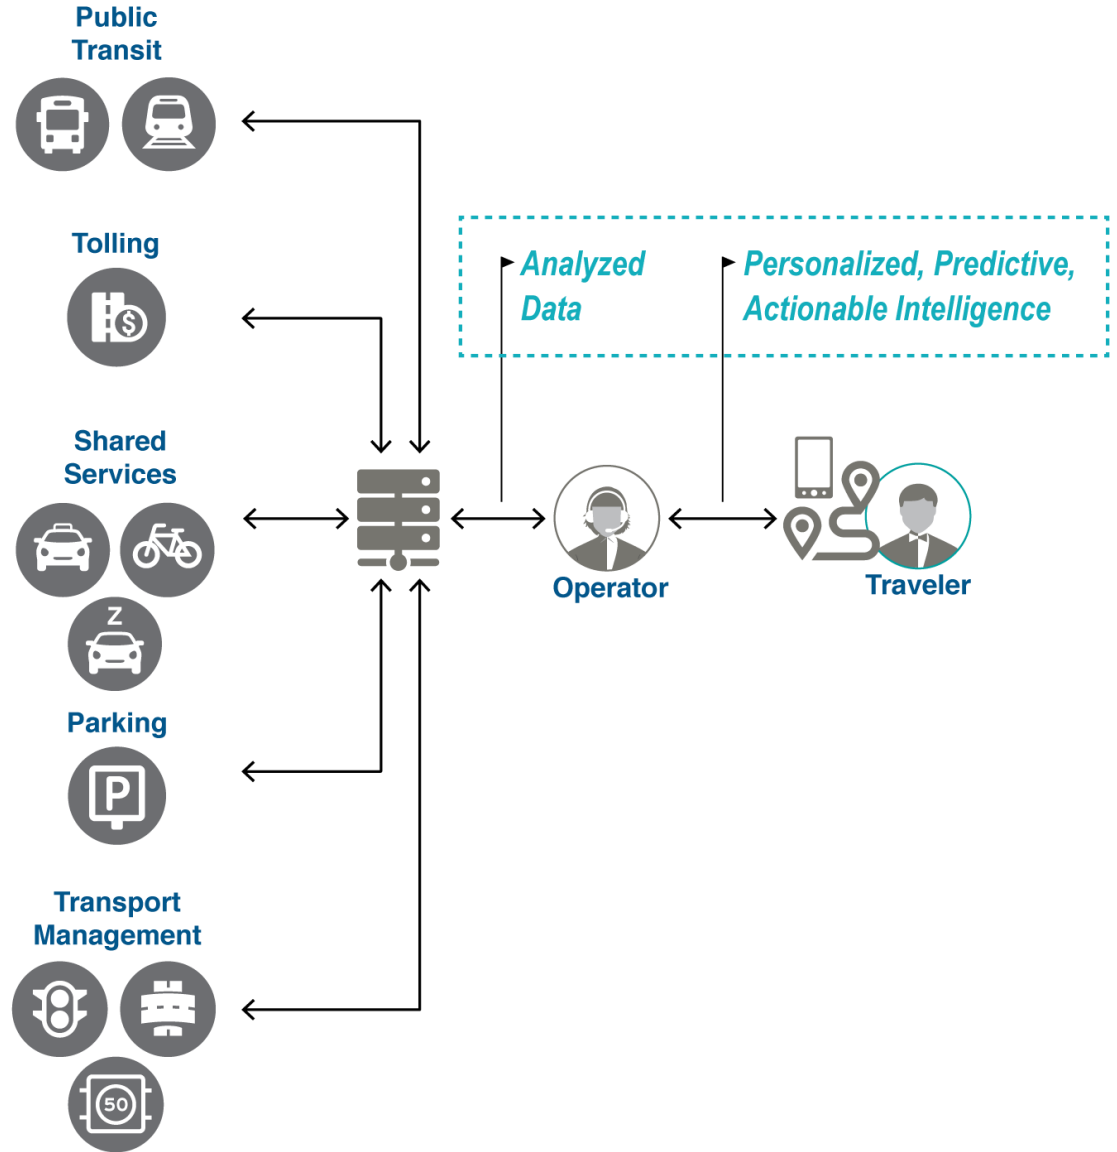 Public
Transit
Tolling
$
Analyzed
Data
Personalized, Predictive,
Actionable Intelligence
Shared
Services
Z
Operator
Traveler
Parking
P
Transport
Management
50